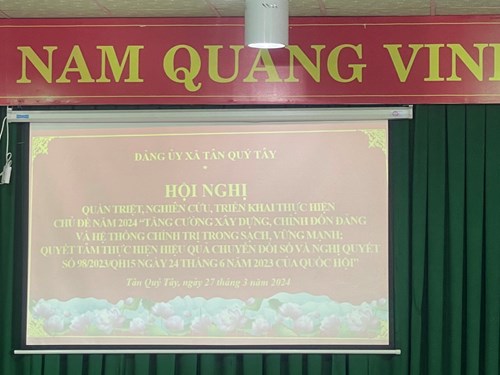 NAM QUANG VIN
ĐẢNG ỦY XÃ TÂN QUÝ TÂY
HỘI NGHỊ
QUÁN TRIỆT, NGHIÊN CỨU, TRIỂN KHAI THỰC HIỆN
CHỦ ĐỀ NĂM 2024 "TĂNG CƯỜNG XÂY DỰNG, CHỈNH ĐỐN ĐẢNG
VÀ HỆ THỐNG CHÍNH TRỊ TRONG SẠCH, VỮNG MẠNH;
QUYẾT TÂM THỰC HIỆN HIỆU QUẢ CHUYỂN ĐỔI SỐ VÀ NGHỊ QUYẾT
SỐ 98/2023/QH15 NGÀY 24 THÁNG 6 NĂM 2023 CỦA QUỐC HỘI"
Tân Quý Tây, ngày 27 tháng 3 năm 2024